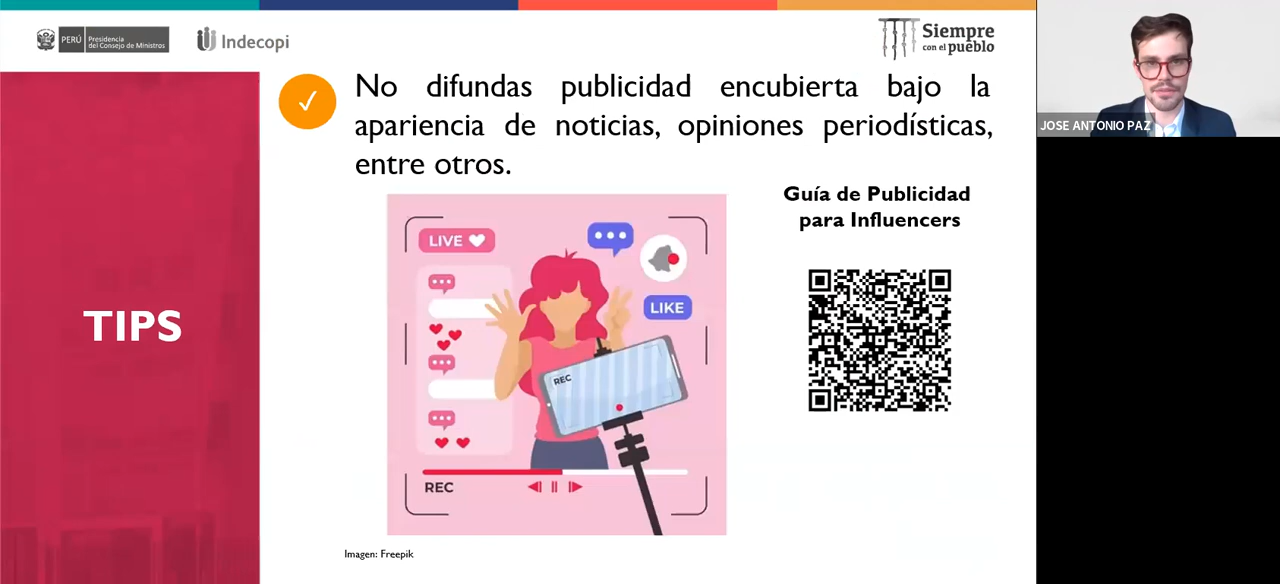 PERÚ
Presidencia
del Consejo de Ministros
Indecopi
Siempre
con el pueblo
No difundas publicidad encubierta bajo la
apariencia de noticias, opiniones periodísticas,
entre otros.
JOSE ANTONIO PAZ
TIPS
Guía de Publicidad
para Influencers
LIVE
LIKE
REC
REC
Imagen: Freepik